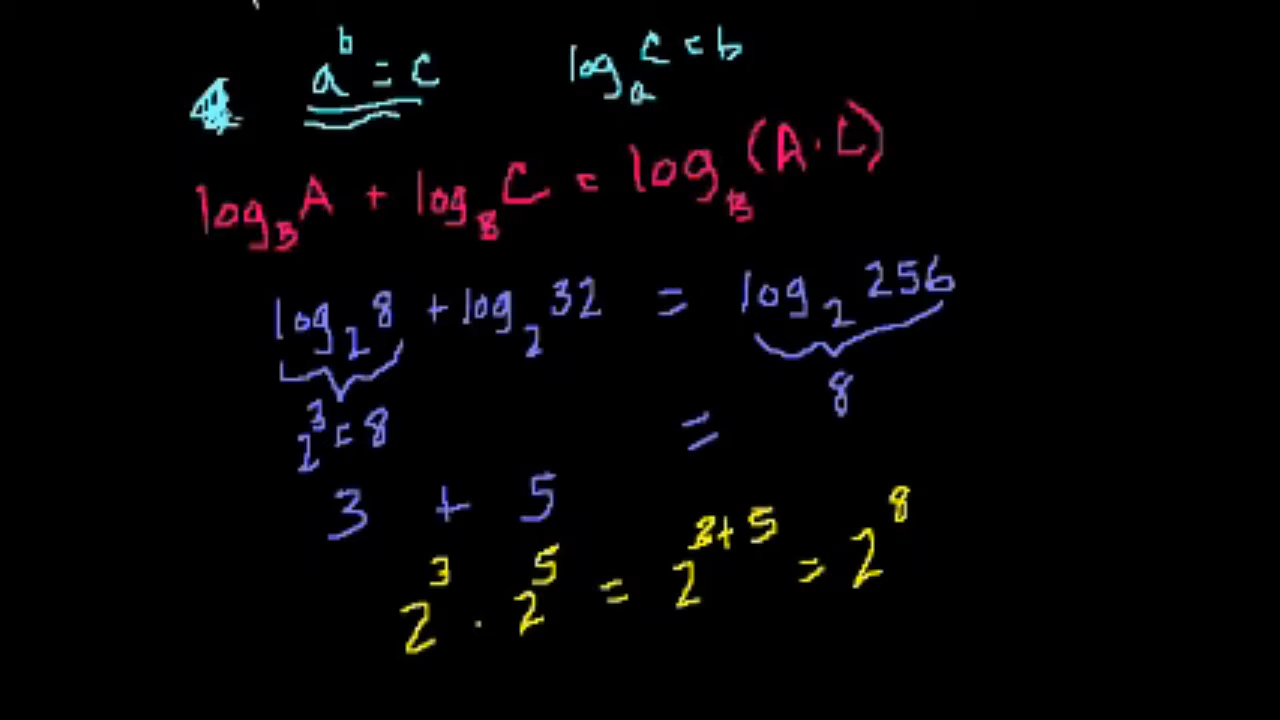 a^b = c    log_a c = b
log_B A + log_B C = log_B (A · C)
log_2 8 + log_2 32 = log_2 256
8
2^3 = 8    =
3 + 5
2^3 · 2^5 = 2^{3+5} = 2^8